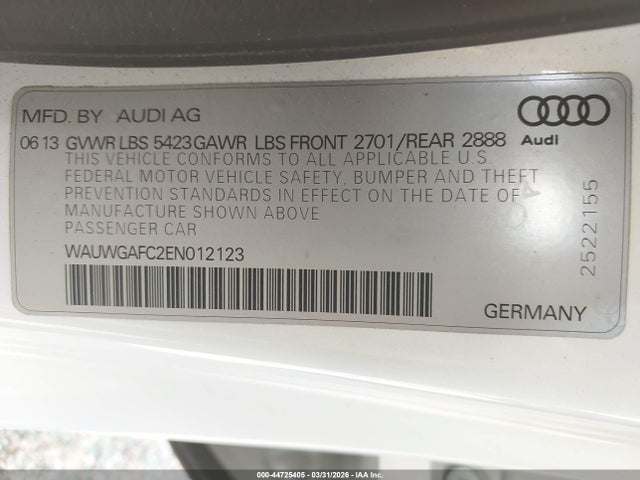 MFD. BY AUDI AG
Audi
06 13 GVWR LBS 5423 GAWR LBS FRONT 2701/REAR 2888
THIS VEHICLE CONFORMS TO ALL APPLICABLE U.S.
FEDERAL MOTOR VEHICLE SAFETY, BUMPER AND THEFT
PREVENTION STANDARDS IN EFFECT ON THE DATE OF
MANUFACTURE SHOWN ABOVE
PASSENGER CAR
WAUWGAFC2EN012123
2522155
GERMANY
000-44725405 - 03/31/2026 - IAA Inc.